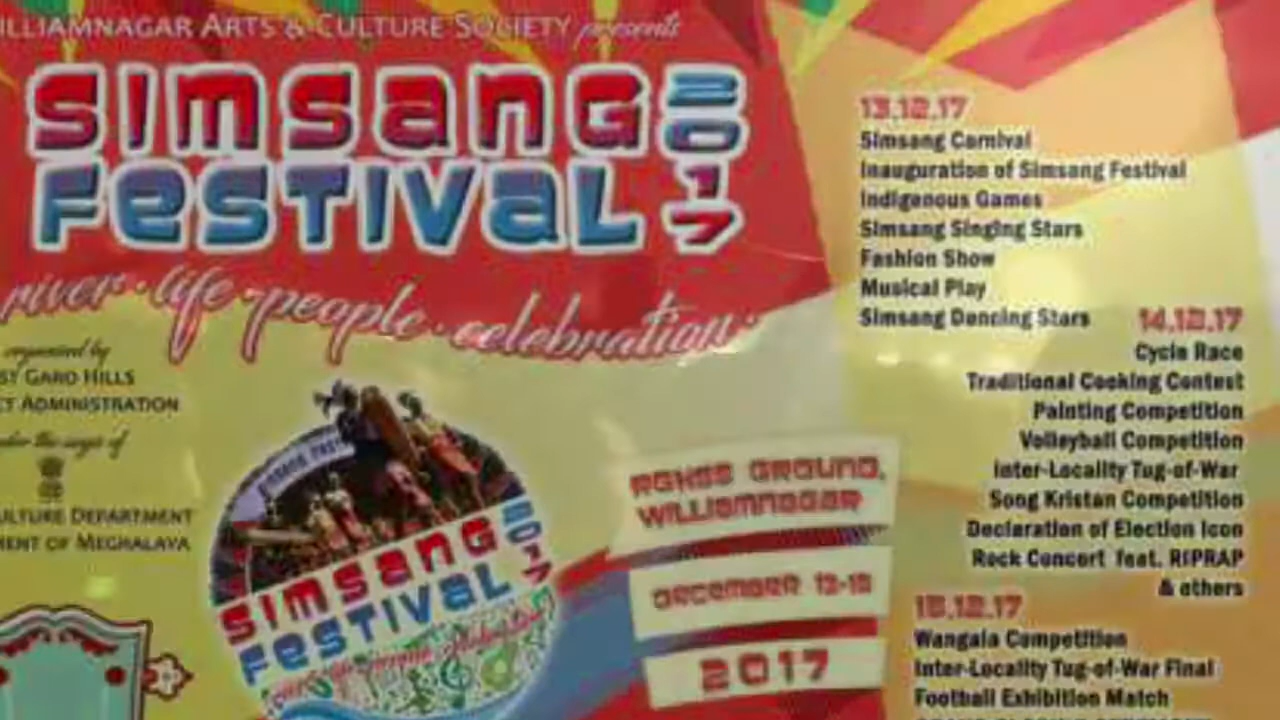 ILLIAMNAGAR ARTS & CULTURE SOCIETY presents
SIMSANG
FESTIVAL
2017
river · life · people · celebration
organised by
ST GARO HILLS
CT ADMINISTRATION
under the aegis of
ULTURE DEPARTMENT
MENT OF MEGHALAYA
SIMSANG
FESTIVAL
2017
RGHSS GROUND,
WILLIAMNAGAR
DECEMBER 13-15
2017
13.12.17
Simsang Carnival
Inauguration of Simsang Festival
Indigenous Games
Simsang Singing Stars
Fashion Show
Musical Play
Simsang Dancing Stars
14.12.17
Cycle Race
Traditional Cooking Contest
Painting Competition
Volleyball Competition
Inter-Locality Tug-of-War
Song Kristan Competition
Declaration of Election Icon
Rock Concert feat. RIPRAP
& others
15.12.17
Wangala Competition
Inter-Locality Tug-of-War Final
Football Exhibition Match